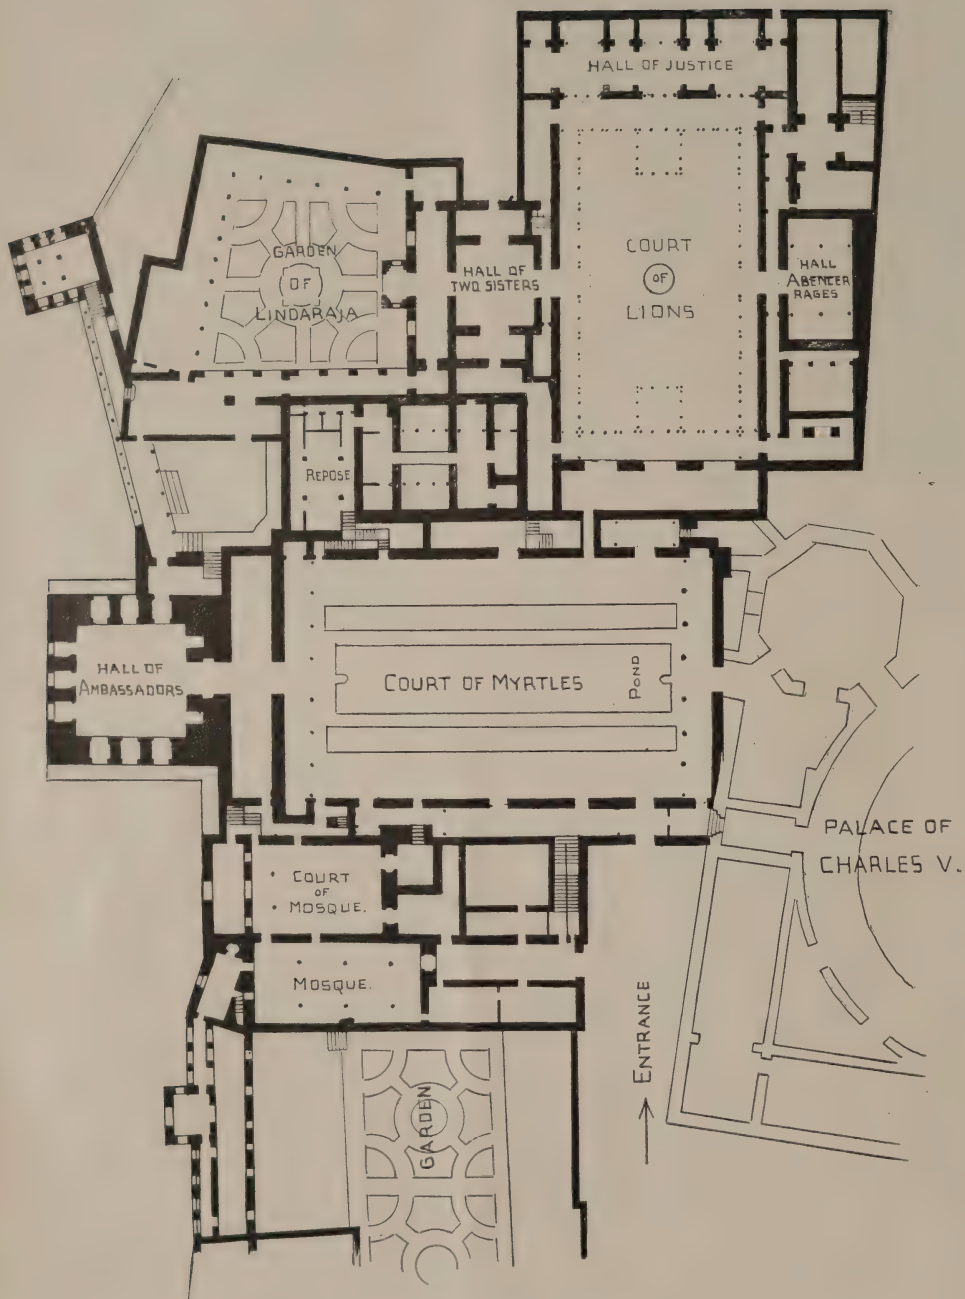 HALL OF JUSTICE
GARDEN
OF
LINDARAJA
HALL OF
TWO SISTERS
COURT
OF
LIONS
HALL
ABENCER
RAGES
REPOSE
HALL OF
AMBASSADORS
COURT OF MYRTLES
POND
PALACE OF
CHARLES V.
COURT
OF
MOSQUE.
MOSQUE.
ENTRANCE
GARDEN